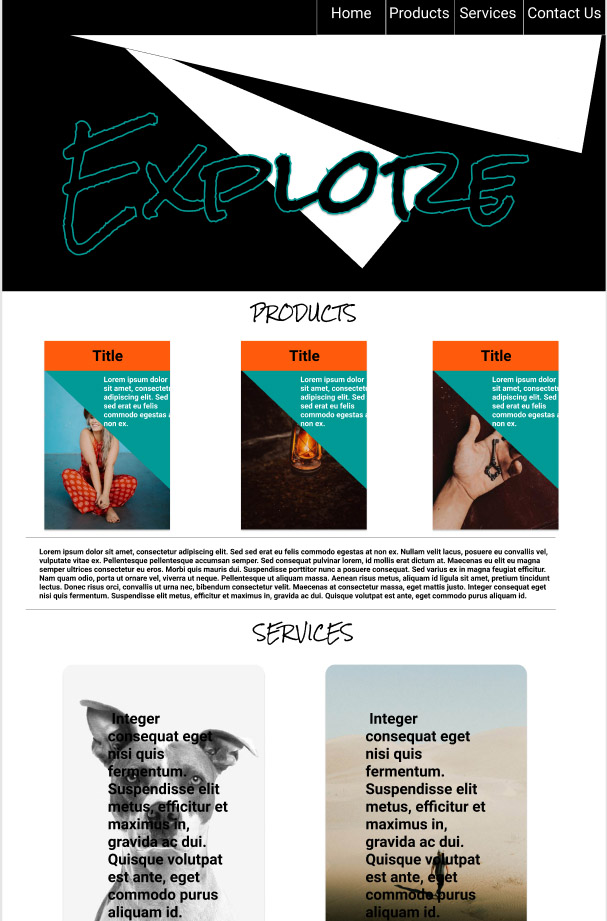 Home Products Services Contact Us
Explore
PRODUCTS
Title
Lorem ipsum dolor
sit amet, consectetu
adipiscing elit. Sed
sed erat eu felis
commodo egestas a
non ex.
Title
Lorem ipsum dolor
sit amet, consectetu
adipiscing elit. Sed
sed erat eu felis
commodo egestas a
non ex.
Title
Lorem ipsum dolor
sit amet, consectetu
adipiscing elit. Sed
sed erat eu felis
commodo egestas a
non ex.
Lorem ipsum dolor sit amet, consectetur adipiscing elit. Sed sed erat eu felis commodo egestas at non ex. Nullam velit lacus, posuere eu convallis vel,
vulputate vitae ex. Pellentesque pellentesque accumsan semper. Sed consequat pulvinar lorem, id mollis erat dictum at. Maecenas eu elit eu magna
semper ultrices consectetur eu eros. Morbi quis mauris dui. Suspendisse porttitor nunc a posuere consequat. Sed varius ex in magna feugiat efficitur.
Nam quam odio, porta ut ornare vel, viverra ut neque. Pellentesque ut aliquam massa. Aenean risus metus, aliquam id ligula sit amet, pretium tincidunt
lectus. Donec risus orci, convallis ut urna nec, bibendum consectetur velit. Maecenas at consectetur massa, eget mattis justo. Integer consequat eget
nisi quis fermentum. Suspendisse elit metus, efficitur et maximus in, gravida ac dui. Quisque volutpat est ante, eget commodo purus aliquam id.
SERVICES
Integer
consequat eget
nisi quis
fermentum.
Suspendisse elit
metus, efficitur et
maximus in,
gravida ac dui.
Quisque volutpat
est ante, eget
commodo purus
aliquam id.
Integer
consequat eget
nisi quis
fermentum.
Suspendisse elit
metus, efficitur et
maximus in,
gravida ac dui.
Quisque volutpat
est ante, eget
commodo purus
aliquam id.